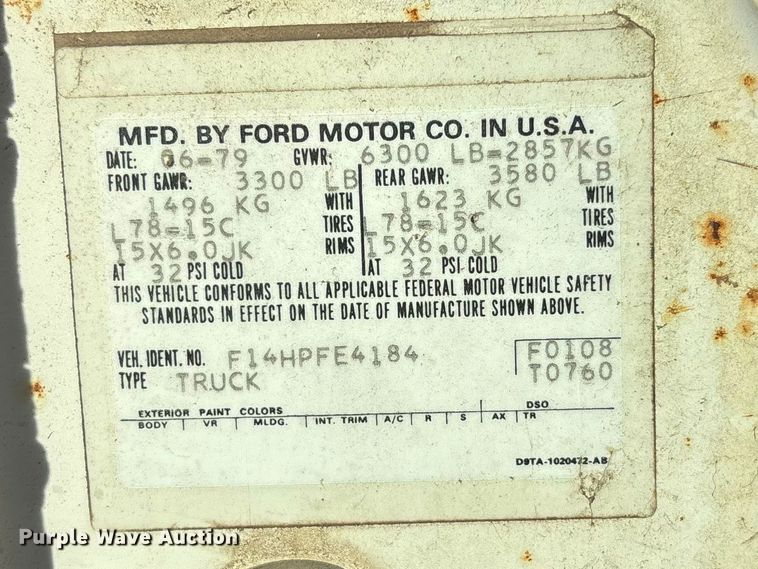 MFD. BY FORD MOTOR CO. IN U.S.A.
DATE: 06-79 GVWR: 6300 LB=2857KG
FRONT GAWR: 3300 LB REAR GAWR: 3580 LB
1496 KG WITH 1623 KG WITH
L78-15C TIRES L78-15C TIRES
15X6.0JK RIMS 15X6.0JK RIMS
AT 32 PSI COLD AT 32 PSI COLD
THIS VEHICLE CONFORMS TO ALL APPLICABLE FEDERAL MOTOR VEHICLE SAFETY
STANDARDS IN EFFECT ON THE DATE OF MANUFACTURE SHOWN ABOVE.
VEH. IDENT. NO. F14HPFE4184 F0108
TYPE TRUCK T0760
EXTERIOR PAINT COLORS DSO
BODY VR MLDG. INT. TRIM A/C R S AX TR
D9TA-1020472-AB
Purple Wave Auction